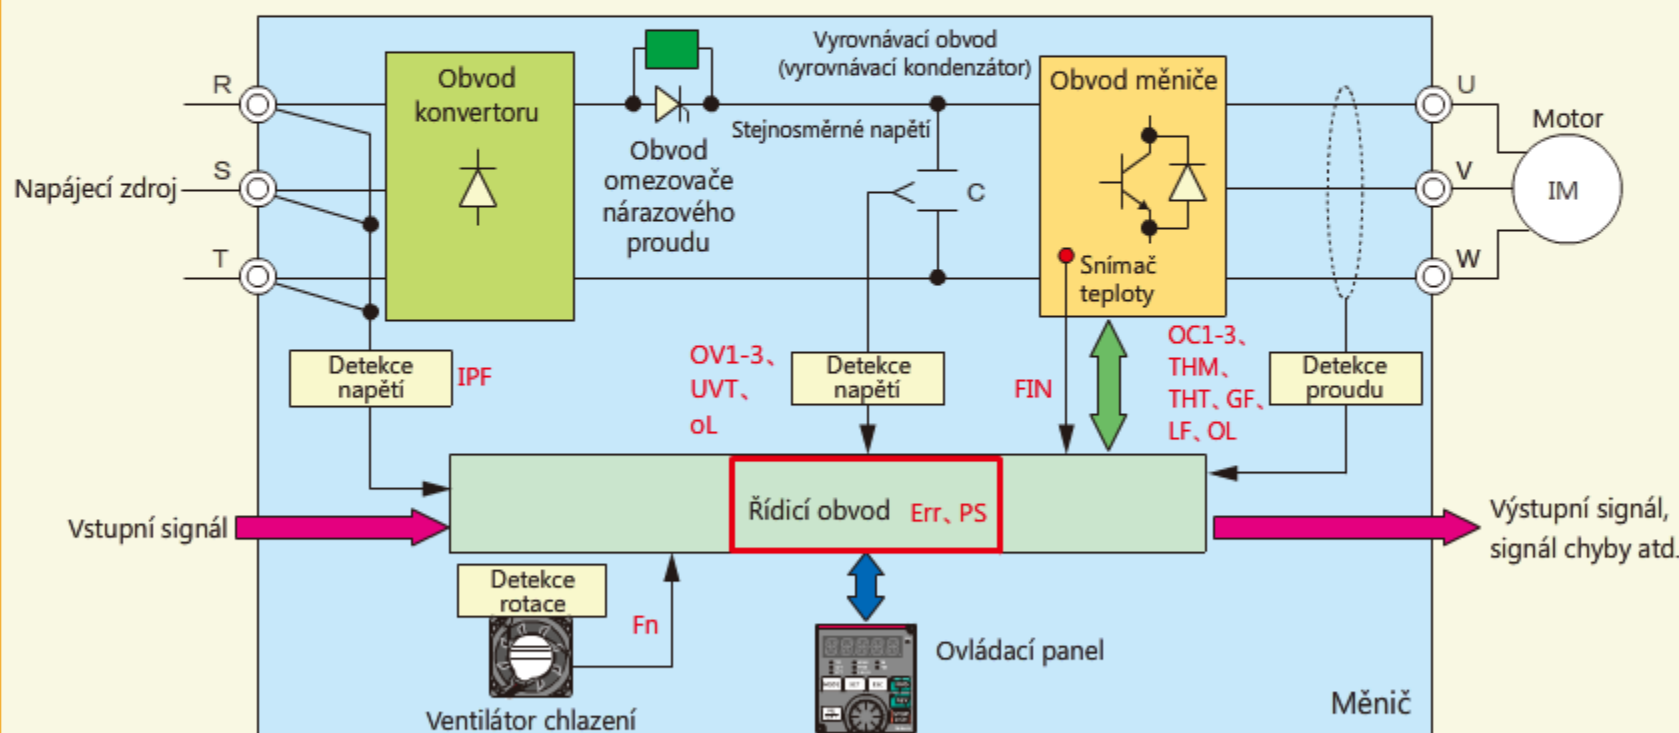 Vyrovnávací obvod
(vyrovnávací kondenzátor)
Obvod
konvertoru
Obvod měniče
R
U
Motor
Stejnosměrné napětí
Obvod
omezovače
nárazového
proudu
Napájecí zdroj
S
C
V
IM
T
W
Snímač
teploty
Detekce
napětí
IPF
OV1-3、
UVT、
oL
Detekce
napětí
FIN
OC1-3、
THM、
THT、GF、
LF、OL
Detekce
proudu
Vstupní signál
Řídicí obvod
Err、PS
Výstupní signál,
signál chyby atd.
Detekce
rotace
Fn
Ventilátor chlazení
Ovládací panel
Měnič